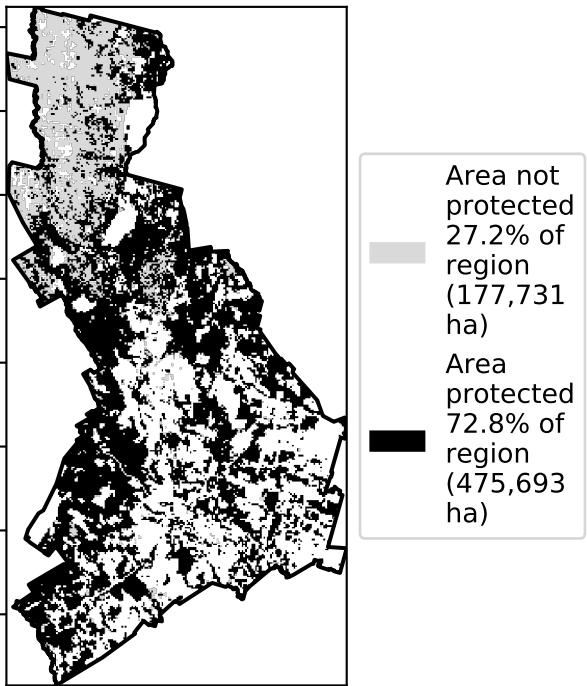 Area not
protected
27.2% of
region
(177,731
ha)
Area
protected
72.8% of
region
(475,693
ha)